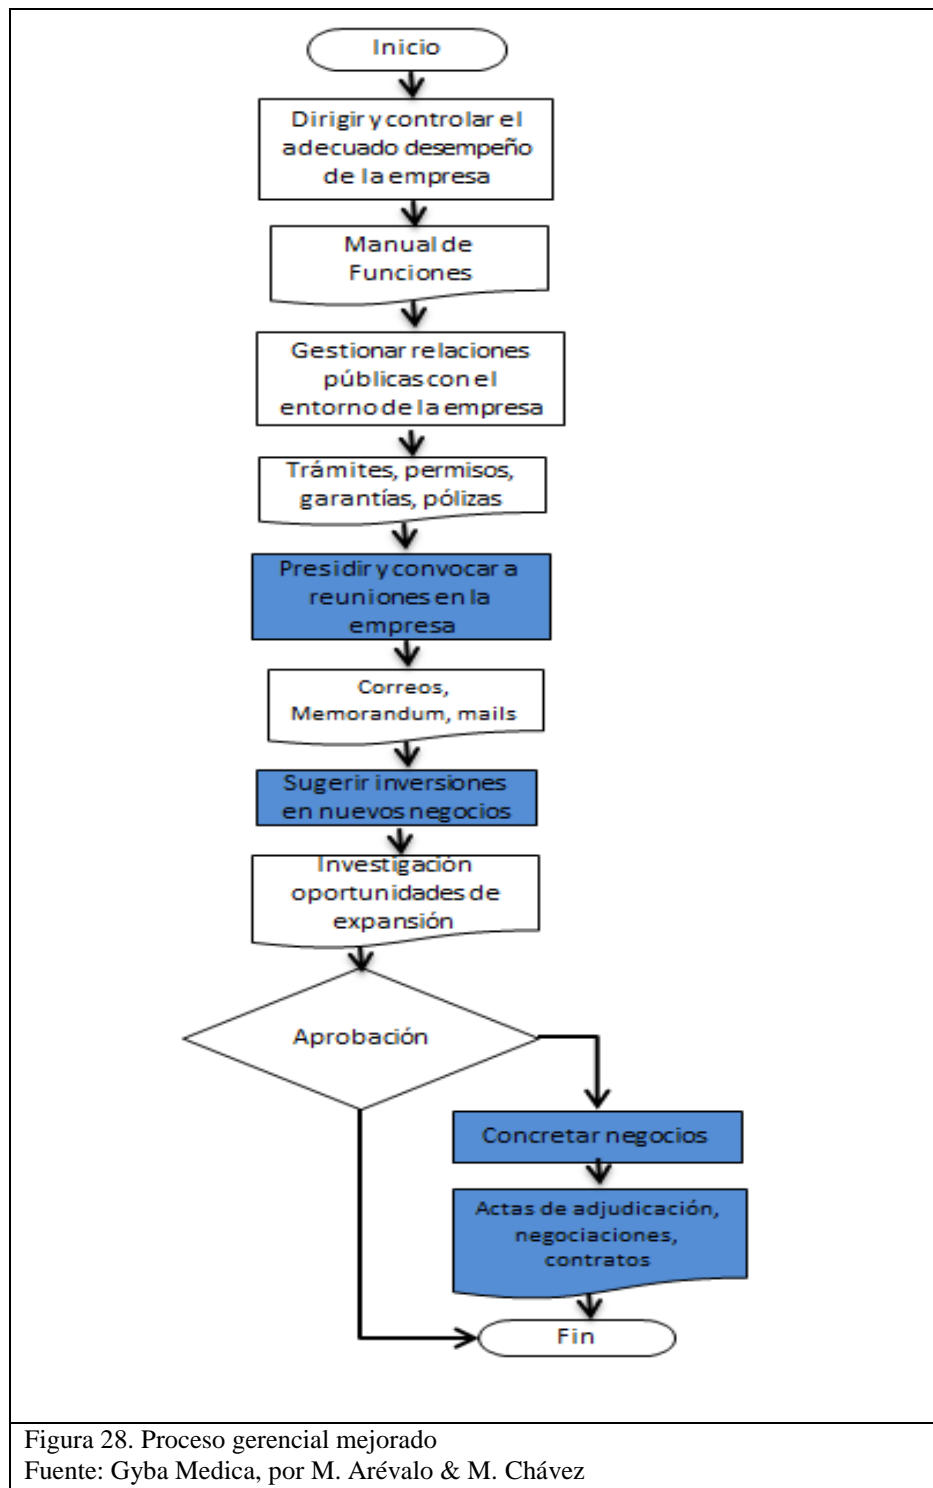 Inicio
Dirigir y controlar el
adecuado desempeño
de la empresa
Manual de
Funciones
Gestionar relaciones
públicas con el
entorno de la empresa
Trámites, permisos,
garantías, pólizas
Presidir y convocar a
reuniones en la
empresa
Correos,
Memorandum, mails
Sugerir inversiones
en nuevos negocios
Investigación
oportunidades de
expansión
Aprobación
Concretar negocios
Actas de adjudicación,
negociaciones,
contratos
Fin
Figura 28. Proceso gerencial mejorado
Fuente: Gyba Medica, por M. Arévalo & M. Chávez